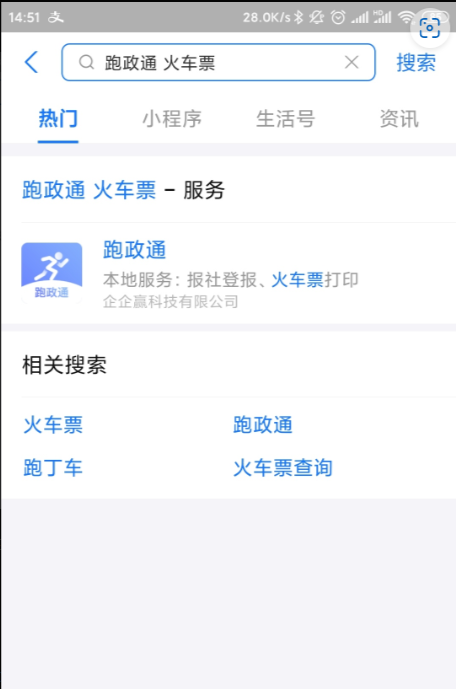 14:51 支 28.0K/s HD
跑政通 火车票 搜索
热门 小程序 生活号 资讯
跑政通 火车票 - 服务
跑政通
跑政通
本地服务：报社登报、火车票打印
企企赢科技有限公司
相关搜索
火车票 跑政通
跑丁车 火车票查询